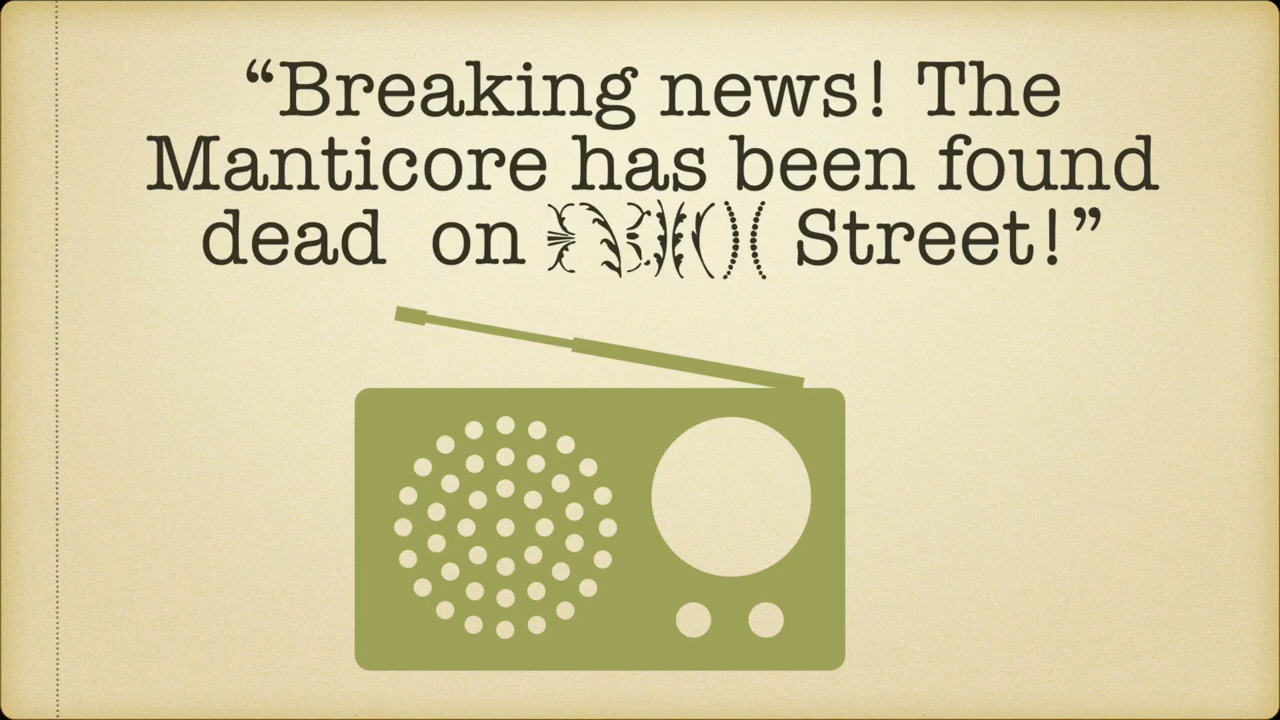 “Breaking news! The
Manticore has been found
dead on Street!”